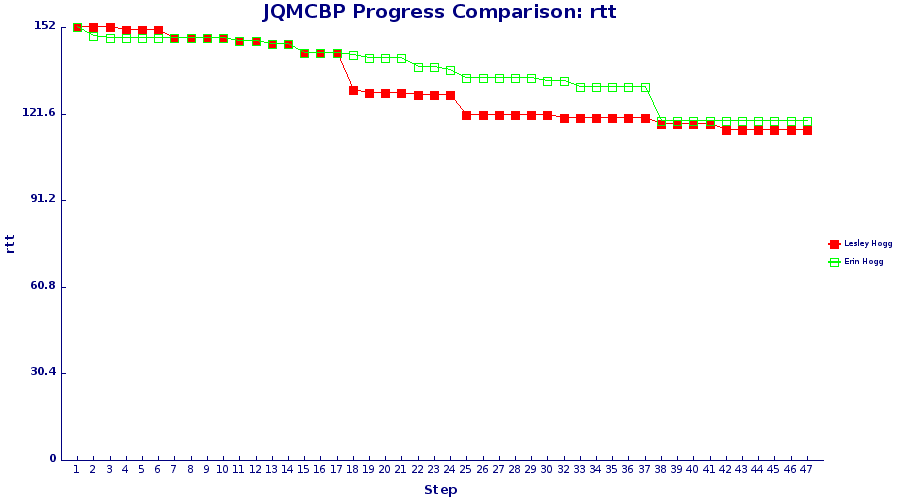 JQMCBP Progress Comparison: rtt
152
121.6
91.2
60.8
30.4
0
rtt
1 2 3 4 5 6 7 8 9 10 11 12 13 14 15 16 17 18 19 20 21 22 23 24 25 26 27 28 29 30 32 33 34 35 36 37 38 39 40 41 42 43 44 45 46 47
Step
Lesley Hogg
Erin Hogg